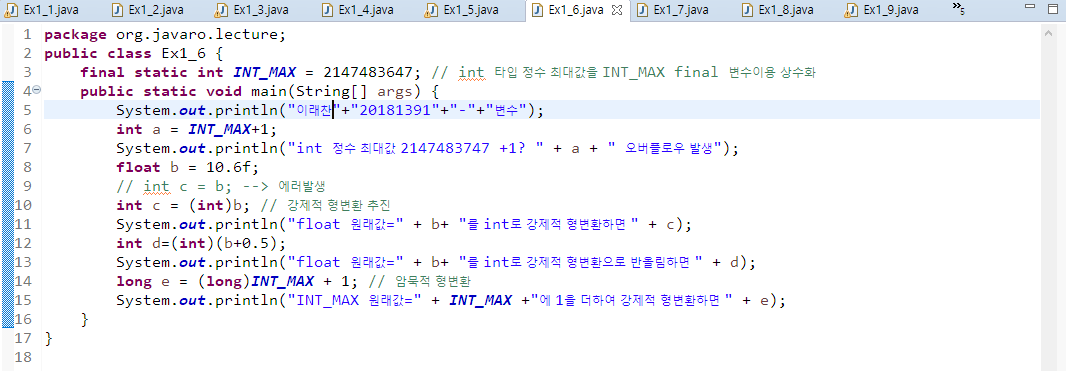 Ex1_1.java Ex1_2.java Ex1_3.java Ex1_4.java Ex1_5.java Ex1_6.java Ex1_7.java Ex1_8.java Ex1_9.java »5
1 package org.javaro.lecture;
2 public class Ex1_6 {
3 final static int INT_MAX = 2147483647; // int 타입 정수 최대값을 INT_MAX final 변수이용 상수화
4 public static void main(String[] args) {
5 System.out.println("이래찬"+"20181391"+"-"+"변수");
6 int a = INT_MAX+1;
7 System.out.println("int 정수 최대값 2147483747 +1? " + a + " 오버플로우 발생");
8 float b = 10.6f;
9 // int c = b; --> 에러발생
10 int c = (int)b; // 강제적 형변환 추진
11 System.out.println("float 원래값=" + b+ "를 int로 강제적 형변환하면 " + c);
12 int d=(int)(b+0.5);
13 System.out.println("float 원래값=" + b+ "를 int로 강제적 형변환으로 반올림하면 " + d);
14 long e = (long)INT_MAX + 1; // 암묵적 형변환
15 System.out.println("INT_MAX 원래값=" + INT_MAX +"에 1을 더하여 강제적 형변환하면 " + e);
16 }
17 }
18